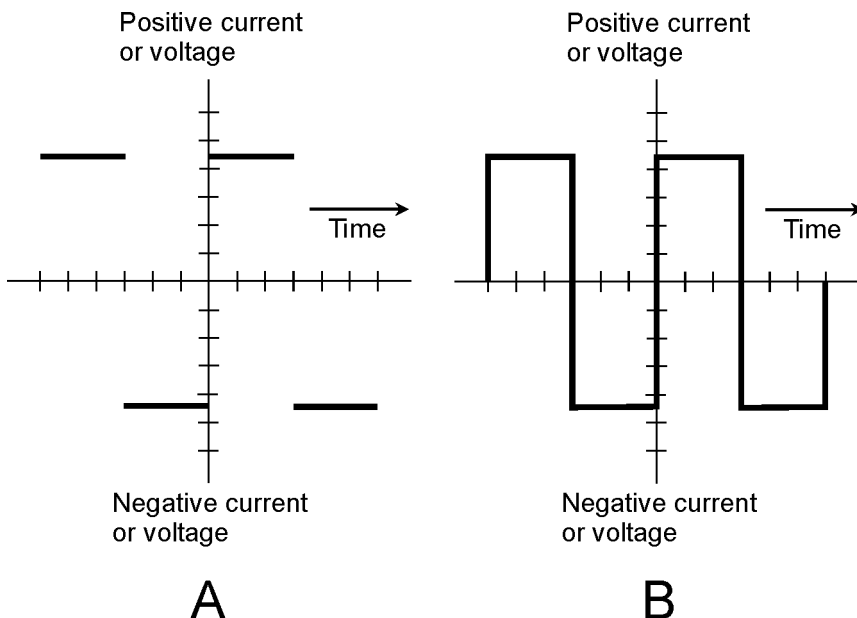 Positive current
or voltage
Positive current
or voltage
Time
Time
Negative current
or voltage
Negative current
or voltage
A
B